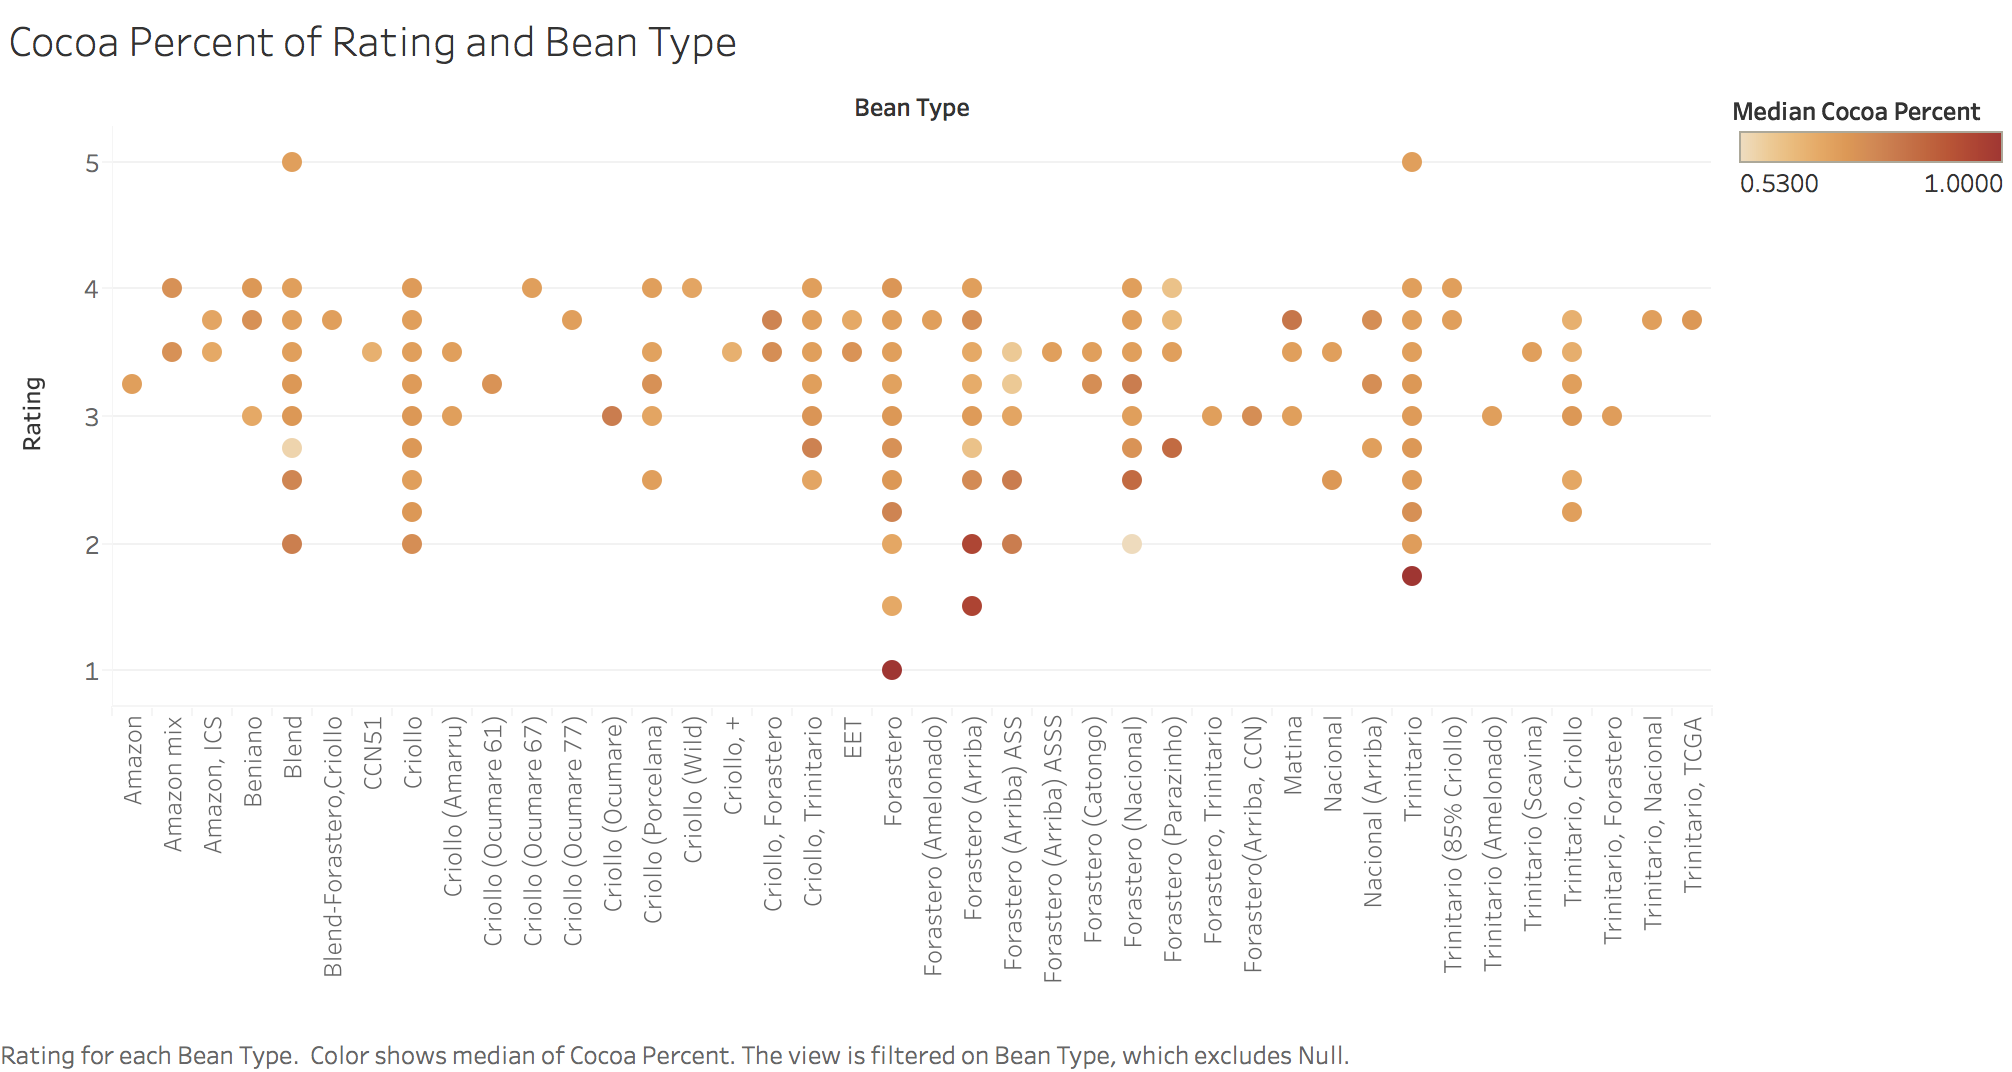 Cocoa Percent of Rating and Bean Type
Bean Type
Median Cocoa Percent
0.5300 1.0000
Rating
5
4
3
2
1
Amazon
Amazon mix
Amazon, ICS
Beniano
Blend
Blend-Forastero,Criollo
CCN51
Criollo
Criollo (Amarru)
Criollo (Ocumare 61)
Criollo (Ocumare 67)
Criollo (Ocumare 77)
Criollo (Ocumare)
Criollo (Porcelana)
Criollo (Wild)
Criollo, +
Criollo, Forastero
Criollo, Trinitario
EET
Forastero
Forastero (Amelonado)
Forastero (Arriba)
Forastero (Arriba) ASS
Forastero (Arriba) ASSS
Forastero (Catongo)
Forastero (Nacional)
Forastero (Parazinho)
Forastero, Trinitario
Forastero(Arriba, CCN)
Matina
Nacional
Nacional (Arriba)
Trinitario
Trinitario (85% Criollo)
Trinitario (Amelonado)
Trinitario (Scavina)
Trinitario, Criollo
Trinitario, Forastero
Trinitario, Nacional
Trinitario, TCGA
Rating for each Bean Type.  Color shows median of Cocoa Percent. The view is filtered on Bean Type, which excludes Null.